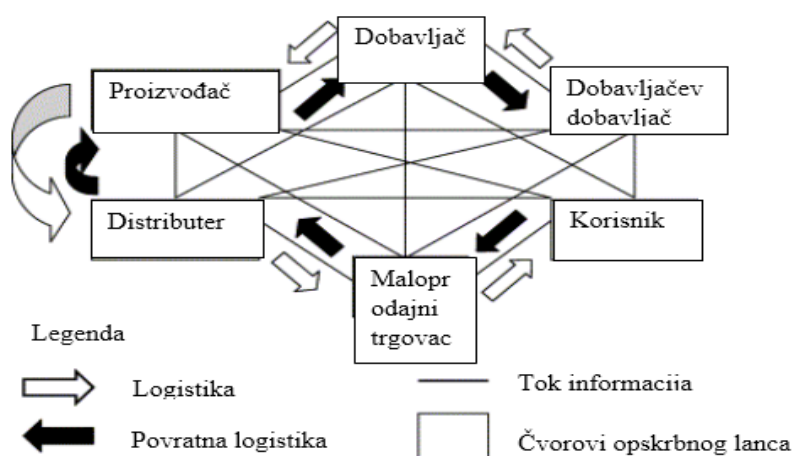 Dobavljač
Proizvođač
Dobavljačev
dobavljač
Distributer
Korisnik
Malopr
odajni
trgovac
Legenda
Logistika
Tok informacija
Povratna logistika
Čvorovi opskrbnog lanca